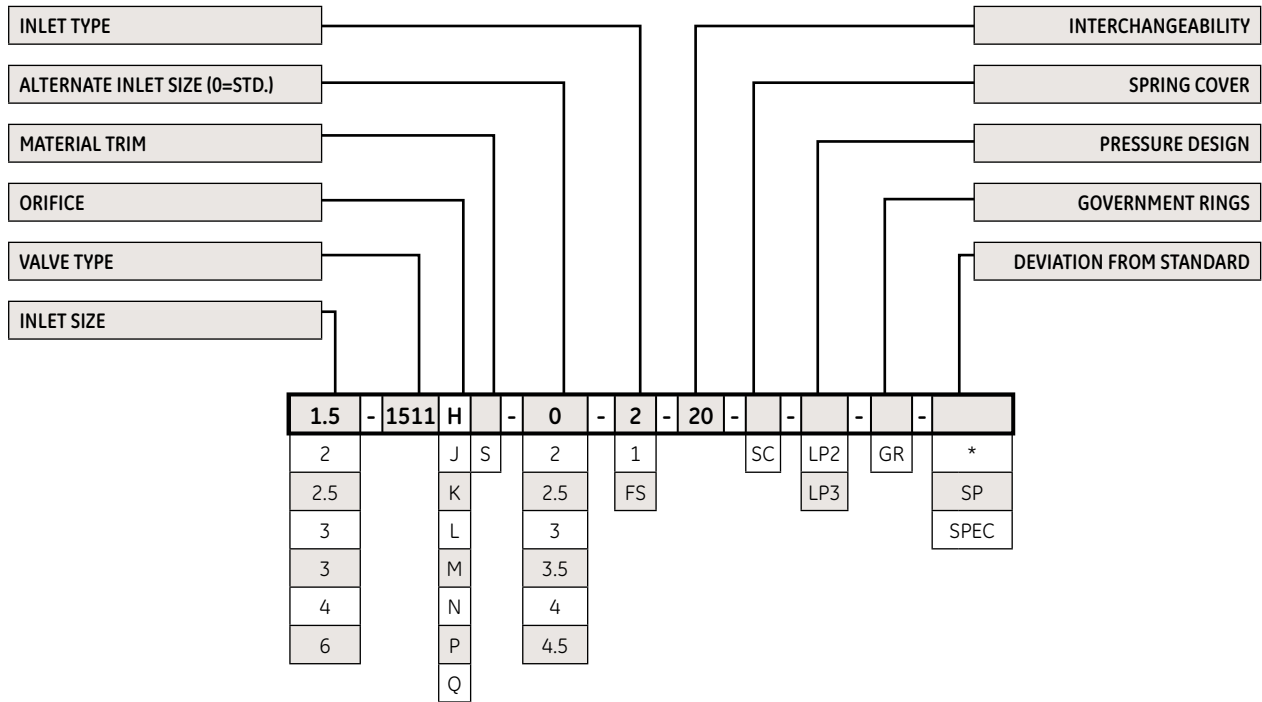 INLET TYPE
INTERCHANGEABILITY
ALTERNATE INLET SIZE (0=STD.)
SPRING COVER
MATERIAL TRIM
PRESSURE DESIGN
ORIFICE
GOVERNMENT RINGS
VALVE TYPE
DEVIATION FROM STANDARD
INLET SIZE
1.5 - 1511 H - 0 - 2 - 20 - - - -
2 J S 2 1 SC LP2 GR *
2.5 K 2.5 FS LP3 SP
3 L 3 SPEC
3 M 3.5
4 N 4
6 P 4.5
Q